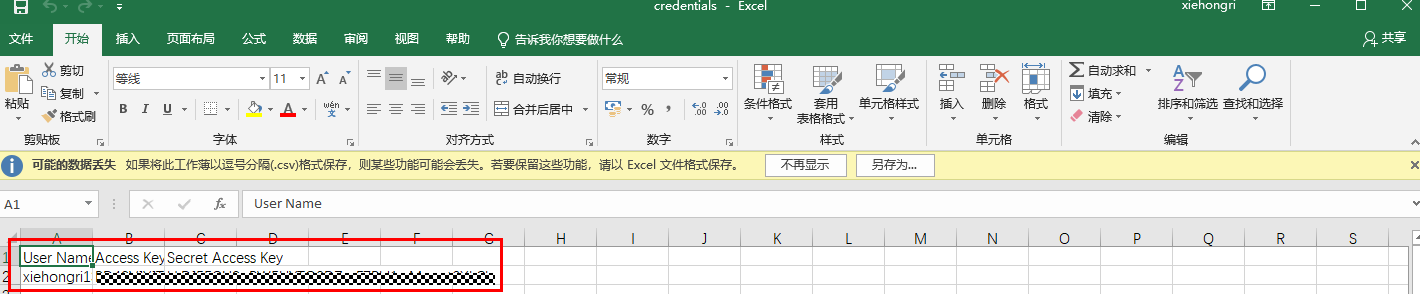 credentials - Excel
xiehongri
文件 开始 插入 页面布局 公式 数据 审阅 视图 帮助 告诉我你想要做什么 共享
粘贴 剪切 复制 格式刷
等线 11 A A
B I U A wén
自动换行
合并后居中
常规
% , .0 .00
条件格式 套用 表格格式 单元格样式
插入 删除 格式
自动求和 填充 清除
排序和筛选 查找和选择
剪贴板 字体 对齐方式 数字 样式 单元格 编辑
可能的数据丢失 如果将此工作簿以逗号分隔(.csv)格式保存，则某些功能可能会丢失。若要保留这些功能，请以 Excel 文件格式保存。 不再显示 另存为...
A1 fx User Name
A B C D E F G H I J K L M N O P Q R S
1 User Name Access Key Secret Access Key
2 xiehongri1